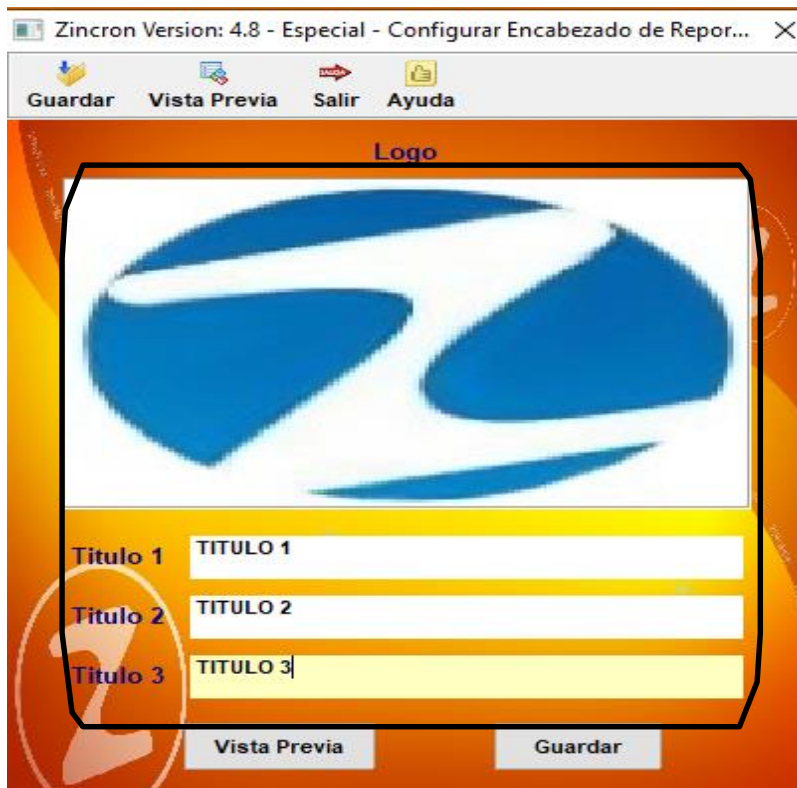 Zincron Version: 4.8 - Especial - Configurar Encabezado de Repor...
Guardar Vista Previa Salir Ayuda
Logo
Titulo 1 TITULO 1
Titulo 2 TITULO 2
Titulo 3 TITULO 3
Vista Previa Guardar